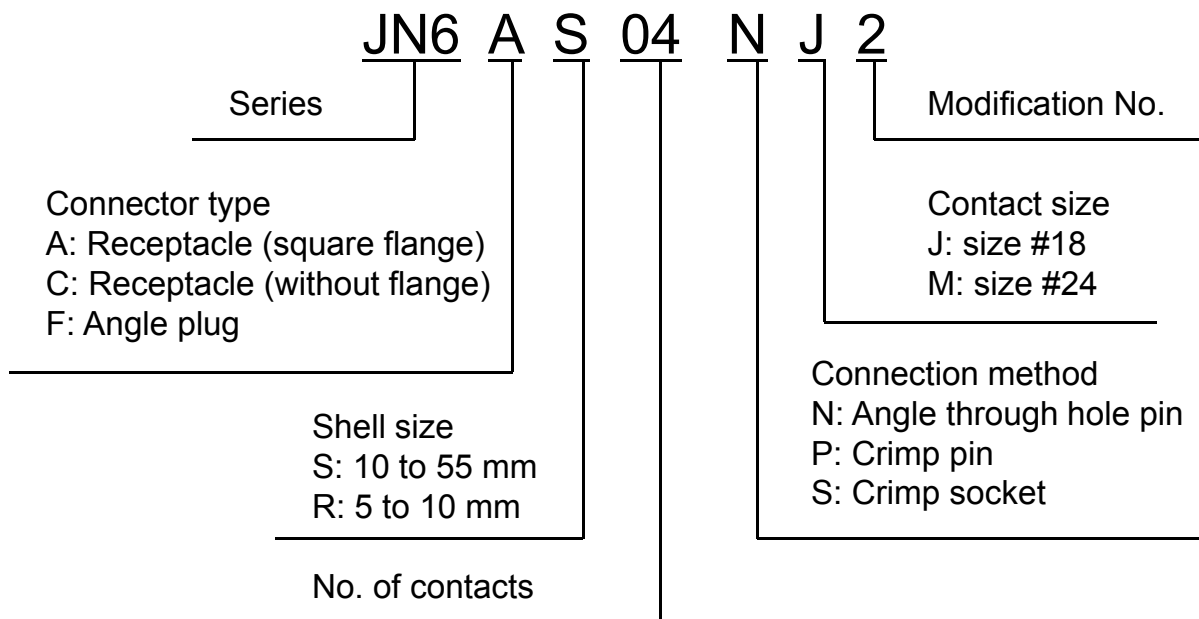 JN6 A S 04 N J 2
Series
Modification No.
Connector type
A: Receptacle (square flange)
C: Receptacle (without flange)
F: Angle plug
Contact size
J: size #18
M: size #24
Connection method
N: Angle through hole pin
P: Crimp pin
S: Crimp socket
Shell size
S: 10 to 55 mm
R: 5 to 10 mm
No. of contacts